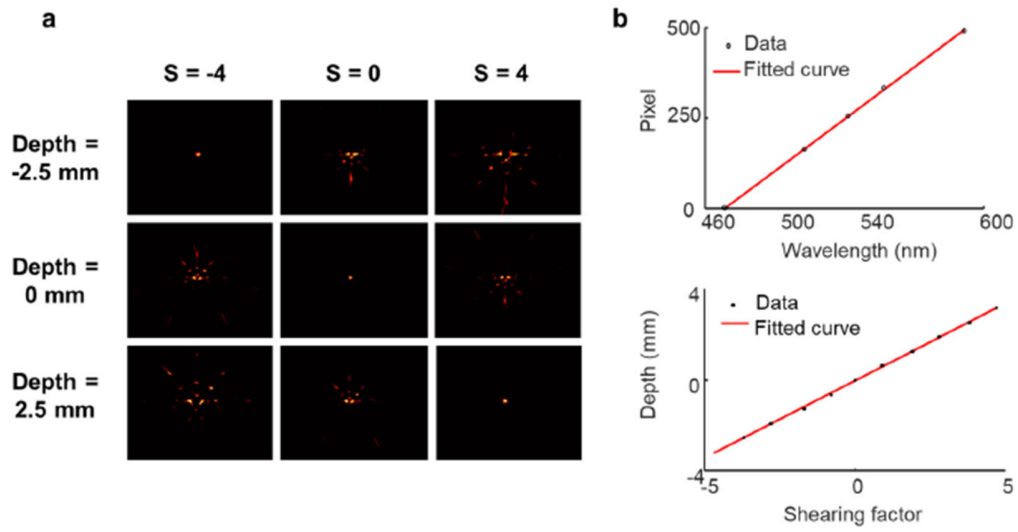 a
S = -4 S = 0 S = 4
Depth =
-2.5 mm
Depth =
0 mm
Depth =
2.5 mm
b
500
Data
Fitted curve
250
Pixel
0
460 500 540 600
Wavelength (nm)
4
Data
Fitted curve
Depth (mm)
0
-4
-5 0 5
Shearing factor